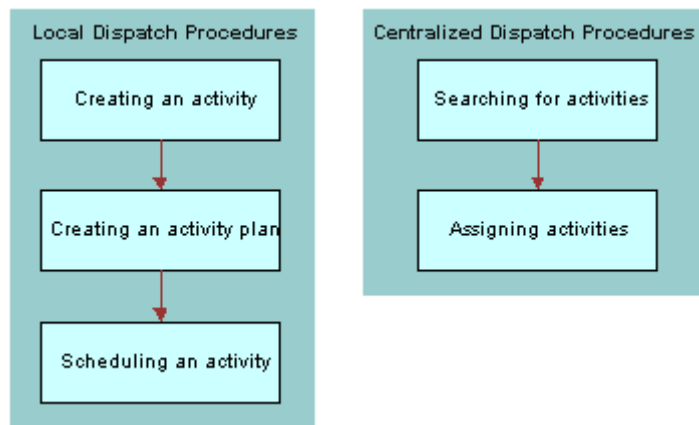 Local Dispatch Procedures
Creating an activity
Creating an activity plan
Scheduling an activity
Centralized Dispatch Procedures
Searching for activities
Assigning activities